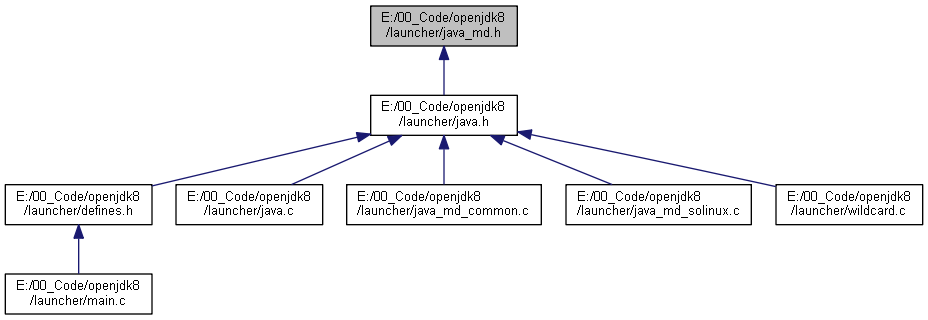 E:/00_Code/openjdk8
/launcher/java_md.h
E:/00_Code/openjdk8
/launcher/java.h
E:/00_Code/openjdk8
/launcher/defines.h
E:/00_Code/openjdk8
/launcher/java.c
E:/00_Code/openjdk8
/launcher/java_md_common.c
E:/00_Code/openjdk8
/launcher/java_md_solinux.c
E:/00_Code/openjdk8
/launcher/wildcard.c
E:/00_Code/openjdk8
/launcher/main.c